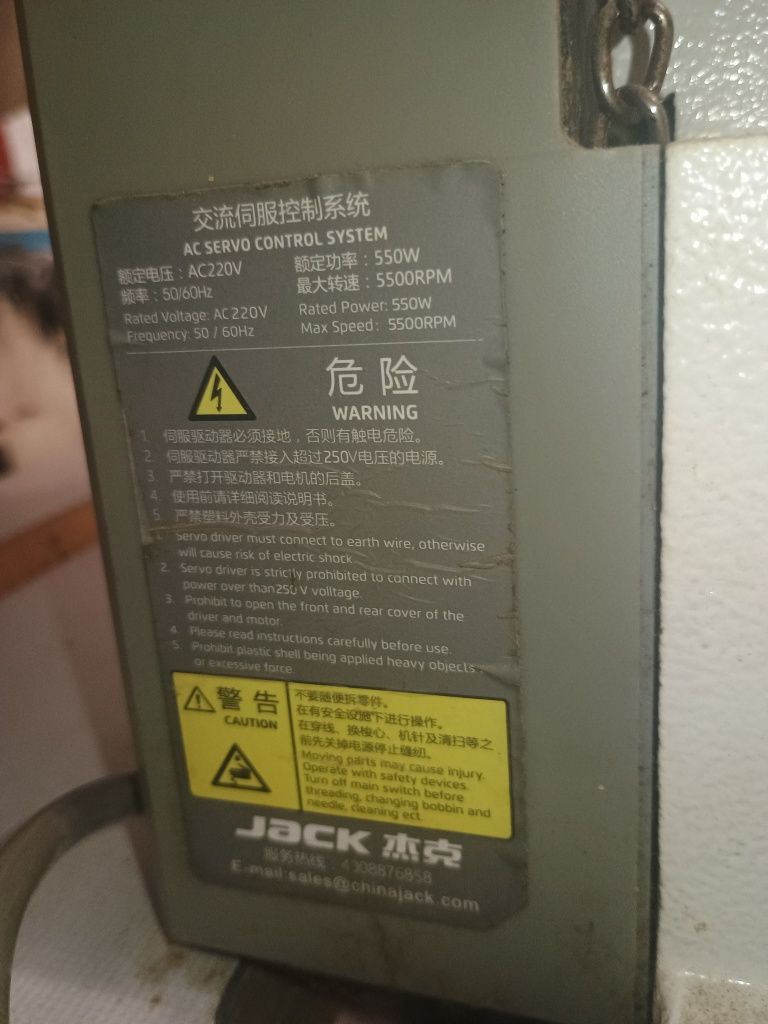 交流伺服控制系统
AC SERVO CONTROL SYSTEM
额定电压：AC220V
频率：50/60Hz
额定功率：550W
最大转速：5500RPM
Rated Voltage: AC220V
Frequency: 50 / 60Hz
Rated Power: 550W
Max Speed: 5500RPM
危险
WARNING
1. 伺服驱动器必须接地，否则有触电危险。
2. 伺服驱动器严禁接入超过250V电压的电源。
3. 严禁打开驱动器和电机的后盖。
4. 使用前请详细阅读说明书。
5. 严禁塑料外壳受力及受压。
Servo driver must connect to earth wire, otherwise
will cause risk of electric shock
2. Servo driver is strictly prohibited to connect with
power over than250V volltage.
3. Prohibit to open the front and rear cover of the
driver and motor.
4. Please read instructions carefully before use.
5. Prohibit plastic shell being applied heavy objects
or excessive force
警告
CAUTION
不要随便拆零件。
在有安全设施下进行操作。
在穿线、换梭心、机针及清扫等之
前先关掉电源停止缝纫。
Moving parts may cause injury.
Operate with safety devices.
Turn off main switch before
threading, changing bobbin and
needle, cleaning ect.
JACK 杰克
服务热线：4008876858
E-mail:sales@chinajack.com